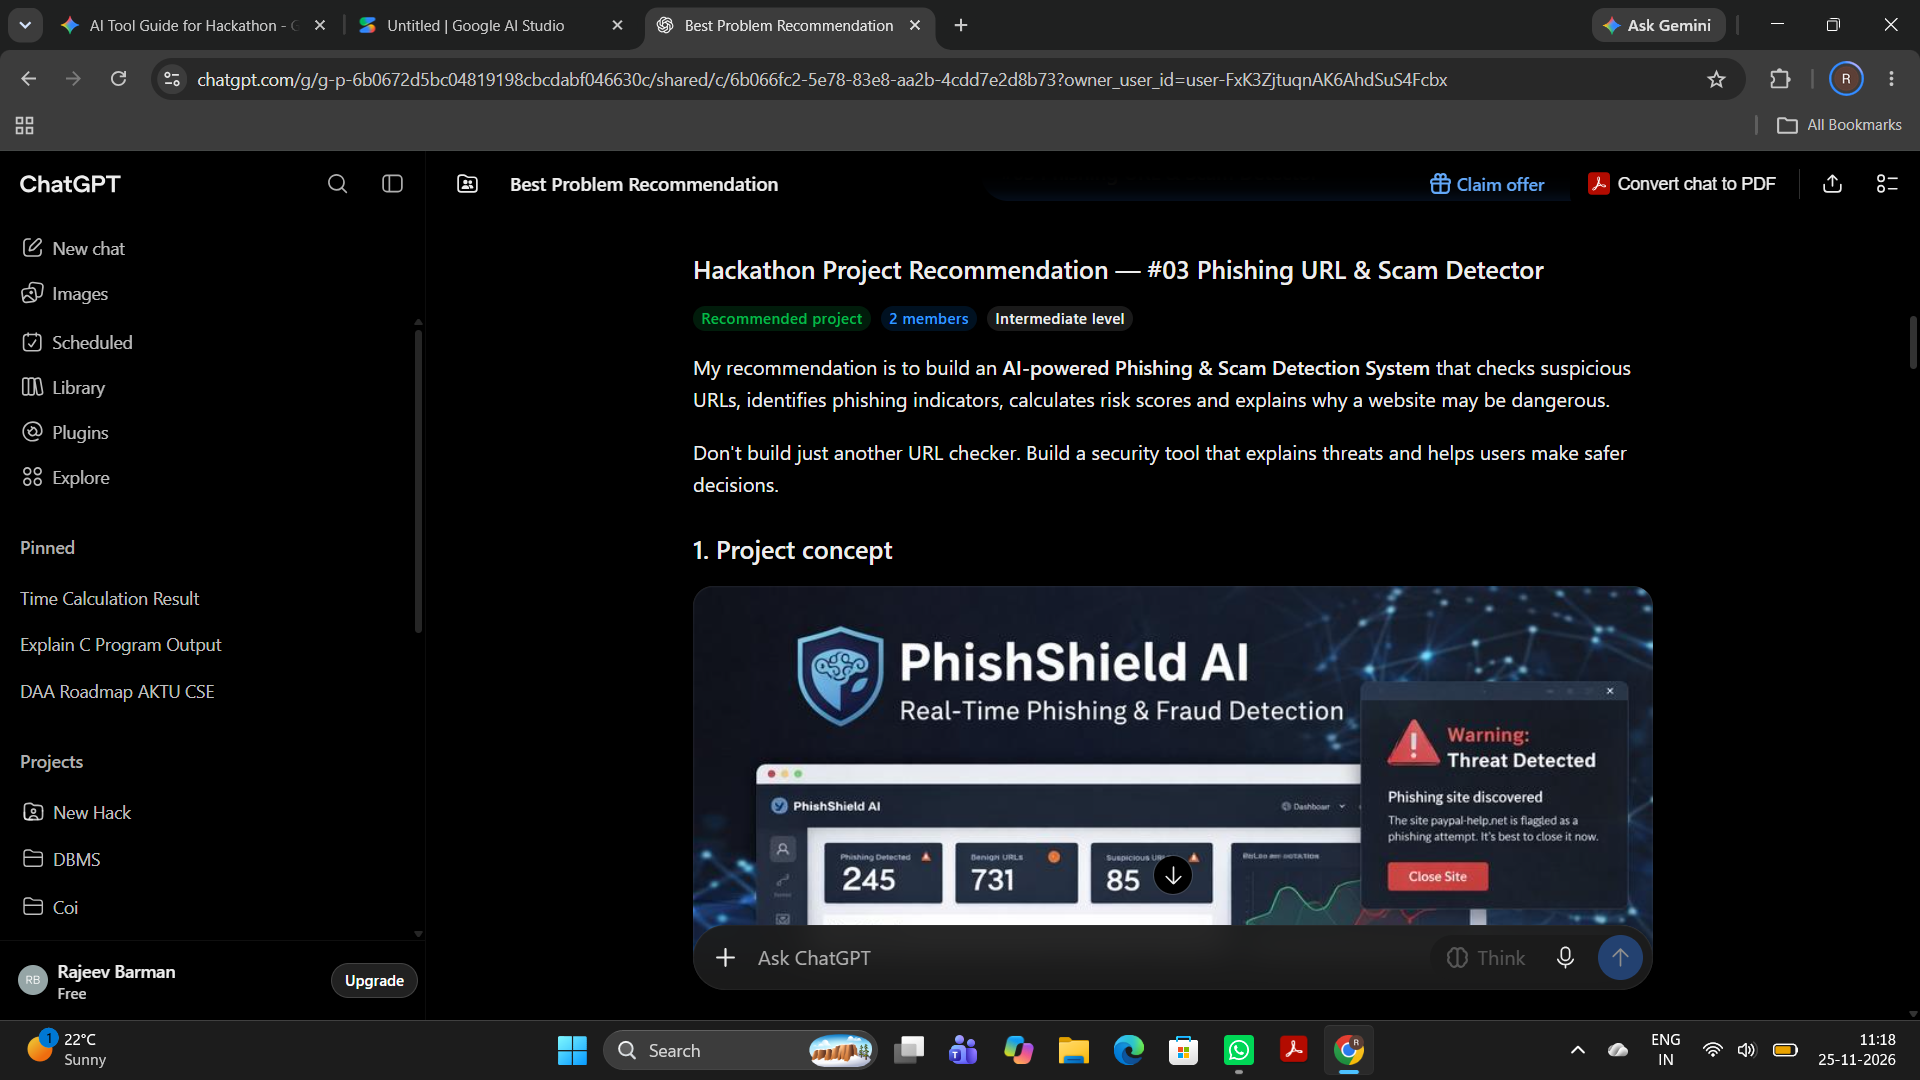 AI Tool Guide for Hackathon - G
Untitled | Google AI Studio
Best Problem Recommendation
Ask Gemini
chatgpt.com/g/g-p-6b0672d5bc04819198cbcdabf046630c/shared/c/6b066fc2-5e78-83e8-aa2b-4cdd7e2d8b73?owner_user_id=user-FxK3ZjtuqnAK6AhdSuS4Fcbx
R
All Bookmarks
ChatGPT
Best Problem Recommendation
Claim offer
Convert chat to PDF
New chat
Images
Scheduled
Library
Plugins
Explore
Pinned
Time Calculation Result
Explain C Program Output
DAA Roadmap AKTU CSE
Projects
New Hack
DBMS
Coi
RB
Rajeev Barman
Free
Upgrade
Hackathon Project Recommendation — #03 Phishing URL & Scam Detector
Recommended project
2 members
Intermediate level
My recommendation is to build an AI-powered Phishing & Scam Detection System that checks suspicious
URLs, identifies phishing indicators, calculates risk scores and explains why a website may be dangerous.
Don't build just another URL checker. Build a security tool that explains threats and helps users make safer
decisions.
1. Project concept
PhishShield AI
Real-Time Phishing & Fraud Detection
Warning:
Threat Detected
Phishing site discovered
The site paypal-help.net is flagged as a
phishing attempt. It's best to close it now.
Close Site
PhishShield AI
Dashboar
Phishing Detected
245
Benign URLs
731
Suspicious UR
85
Ask ChatGPT
Think
1
22°C
Sunny
Search
R
ENG
IN
11:18
25-11-2026